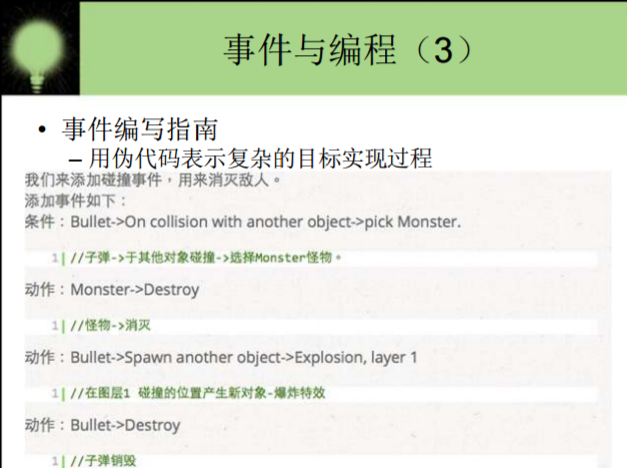 事件与编程（3）
• 事件编写指南
– 用伪代码表示复杂的目标实现过程
我们来添加碰撞事件，用来消灭敌人。
添加事件如下：
条件：Bullet->On collision with another object->pick Monster.
1 //子弹->于其他对象碰撞->选择Monster怪物。
动作：Monster->Destroy
1 //怪物->消灭
动作：Bullet->Spawn another object->Explosion, layer 1
1 //在图层1 碰撞的位置产生新对象-爆炸特效
动作：Bullet->Destroy
1 //子弹销毁